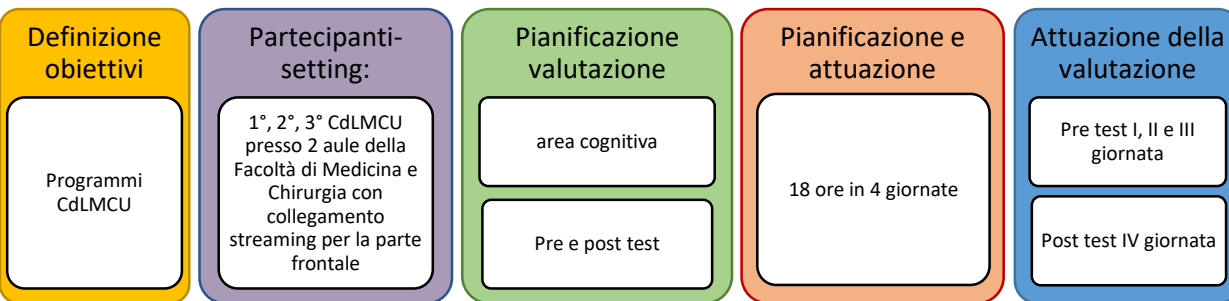 Definizione
obiettivi
Programmi
CdLMCU
Partecipanti-
setting:
1°, 2°, 3° CdLMCU
presso 2 aule della
Facoltà di Medicina e
Chirurgia con
collegamento
streaming per la parte
frontale
Pianificazione
valutazione
area cognitiva
Pre e post test
Pianificazione e
attuazione
18 ore in 4 giornate
Attuazione della
valutazione
Pre test I, II e III
giornata
Post test IV giornata